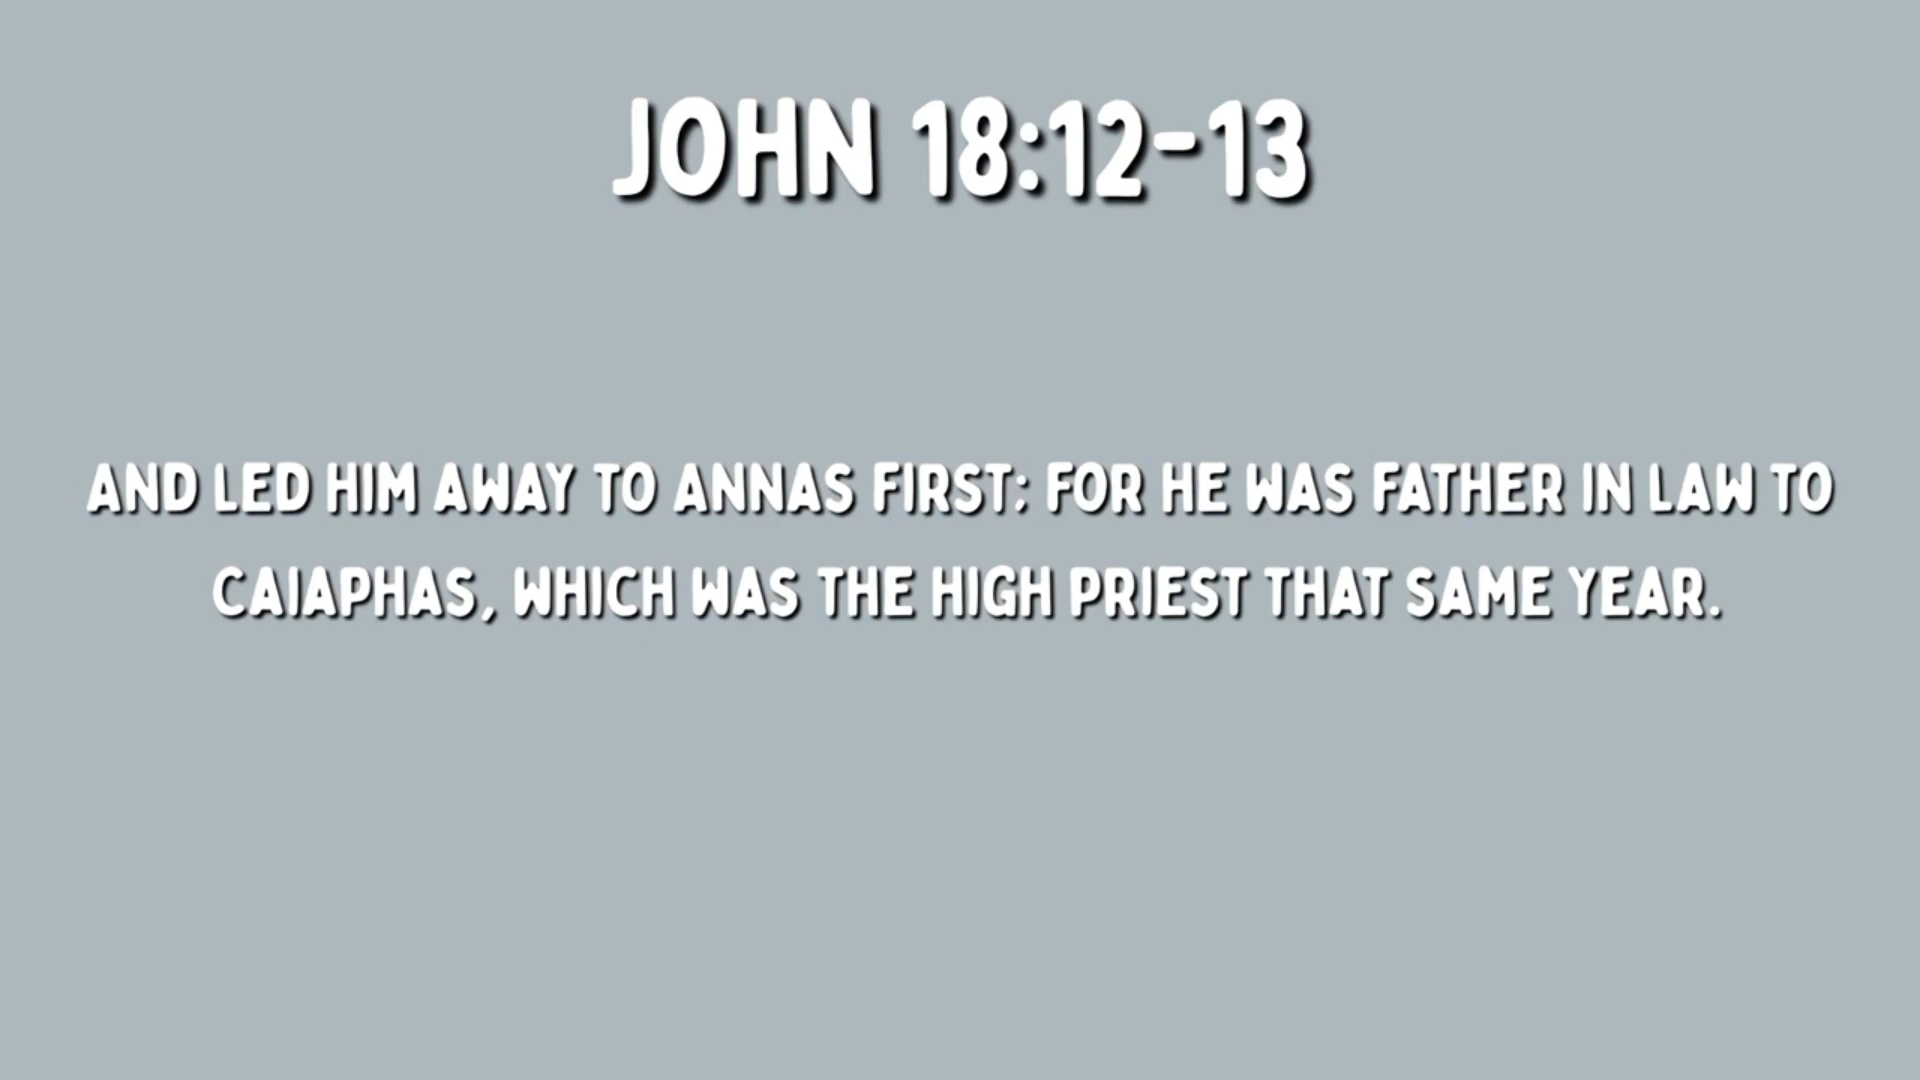 JOHN 18:12-13
AND LED HIM AWAY TO ANNAS FIRST; FOR HE WAS FATHER IN LAW TO
CAIAPHAS, WHICH WAS THE HIGH PRIEST THAT SAME YEAR.